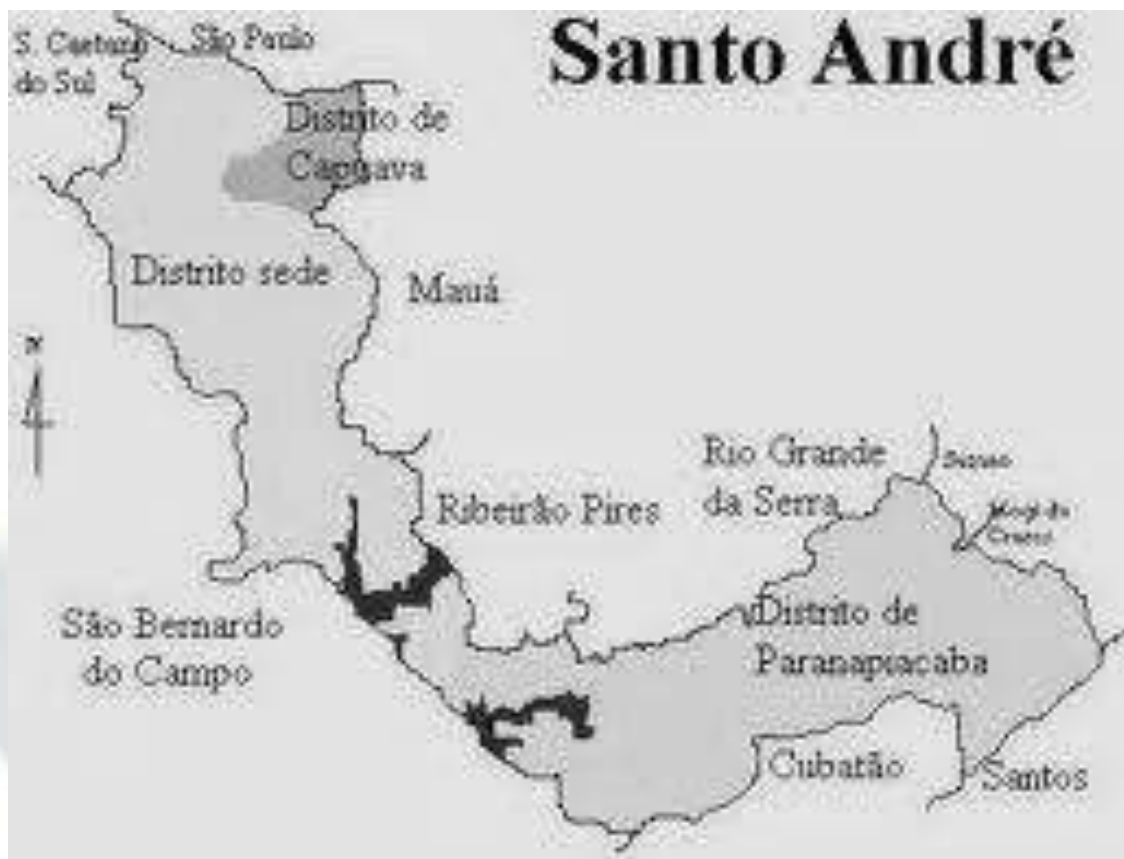 Santo André
S. Caetano
do Sul
São Paulo
Distrito de
Capuava
Distrito sede
Mauá
N
Rio Grande
da Serra
Ribeirão Pires
São Bernardo
do Campo
Distrito de
Paranapiacaba
Cubatão
Santos